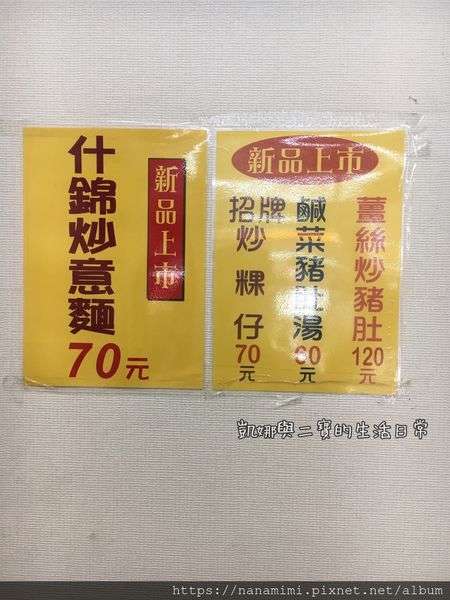 什錦炒意麵
70元
新品上市
新品上市
招牌
炒粿仔
70元
鹹菜豬肚湯
60元
薑絲炒豬肚
120元
凱娜與二寶的生活日常
https://nanamimi.pixnet.net/album